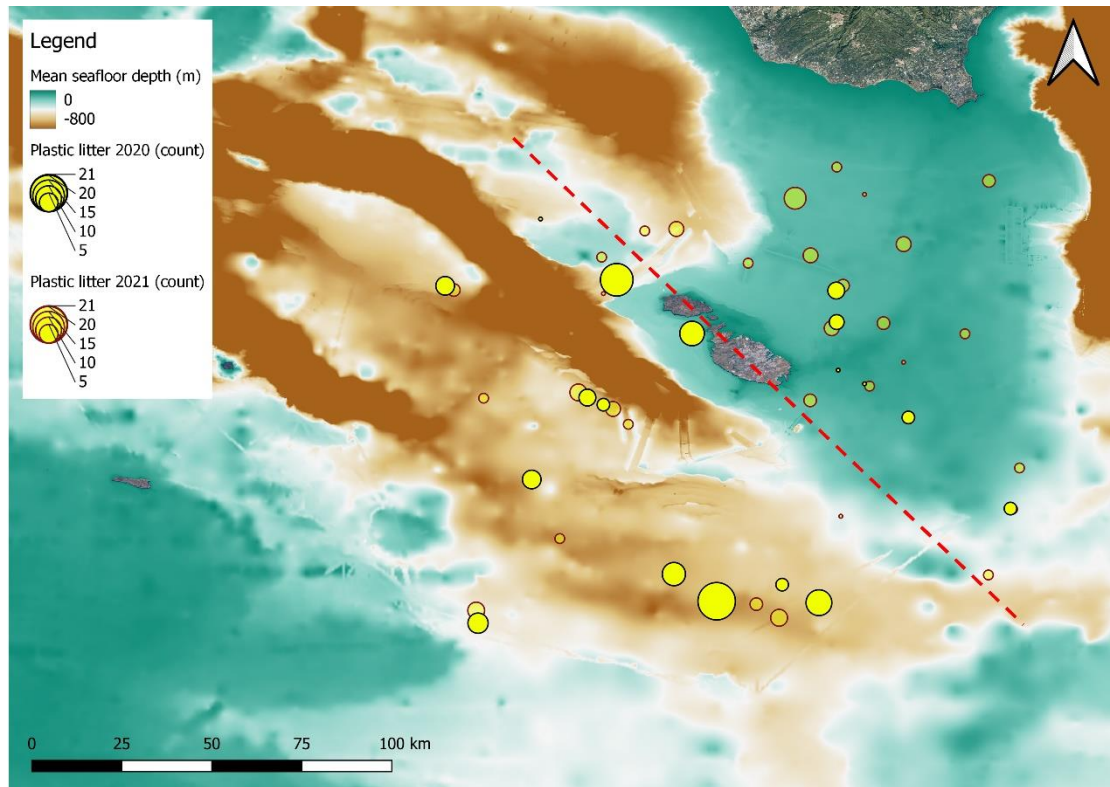 Legend
Mean seafloor depth (m)
0
-800
Plastic litter 2020 (count)
21
20
15
10
5
Plastic litter 2021 (count)
21
20
15
10
5
0 25 50 75 100 km